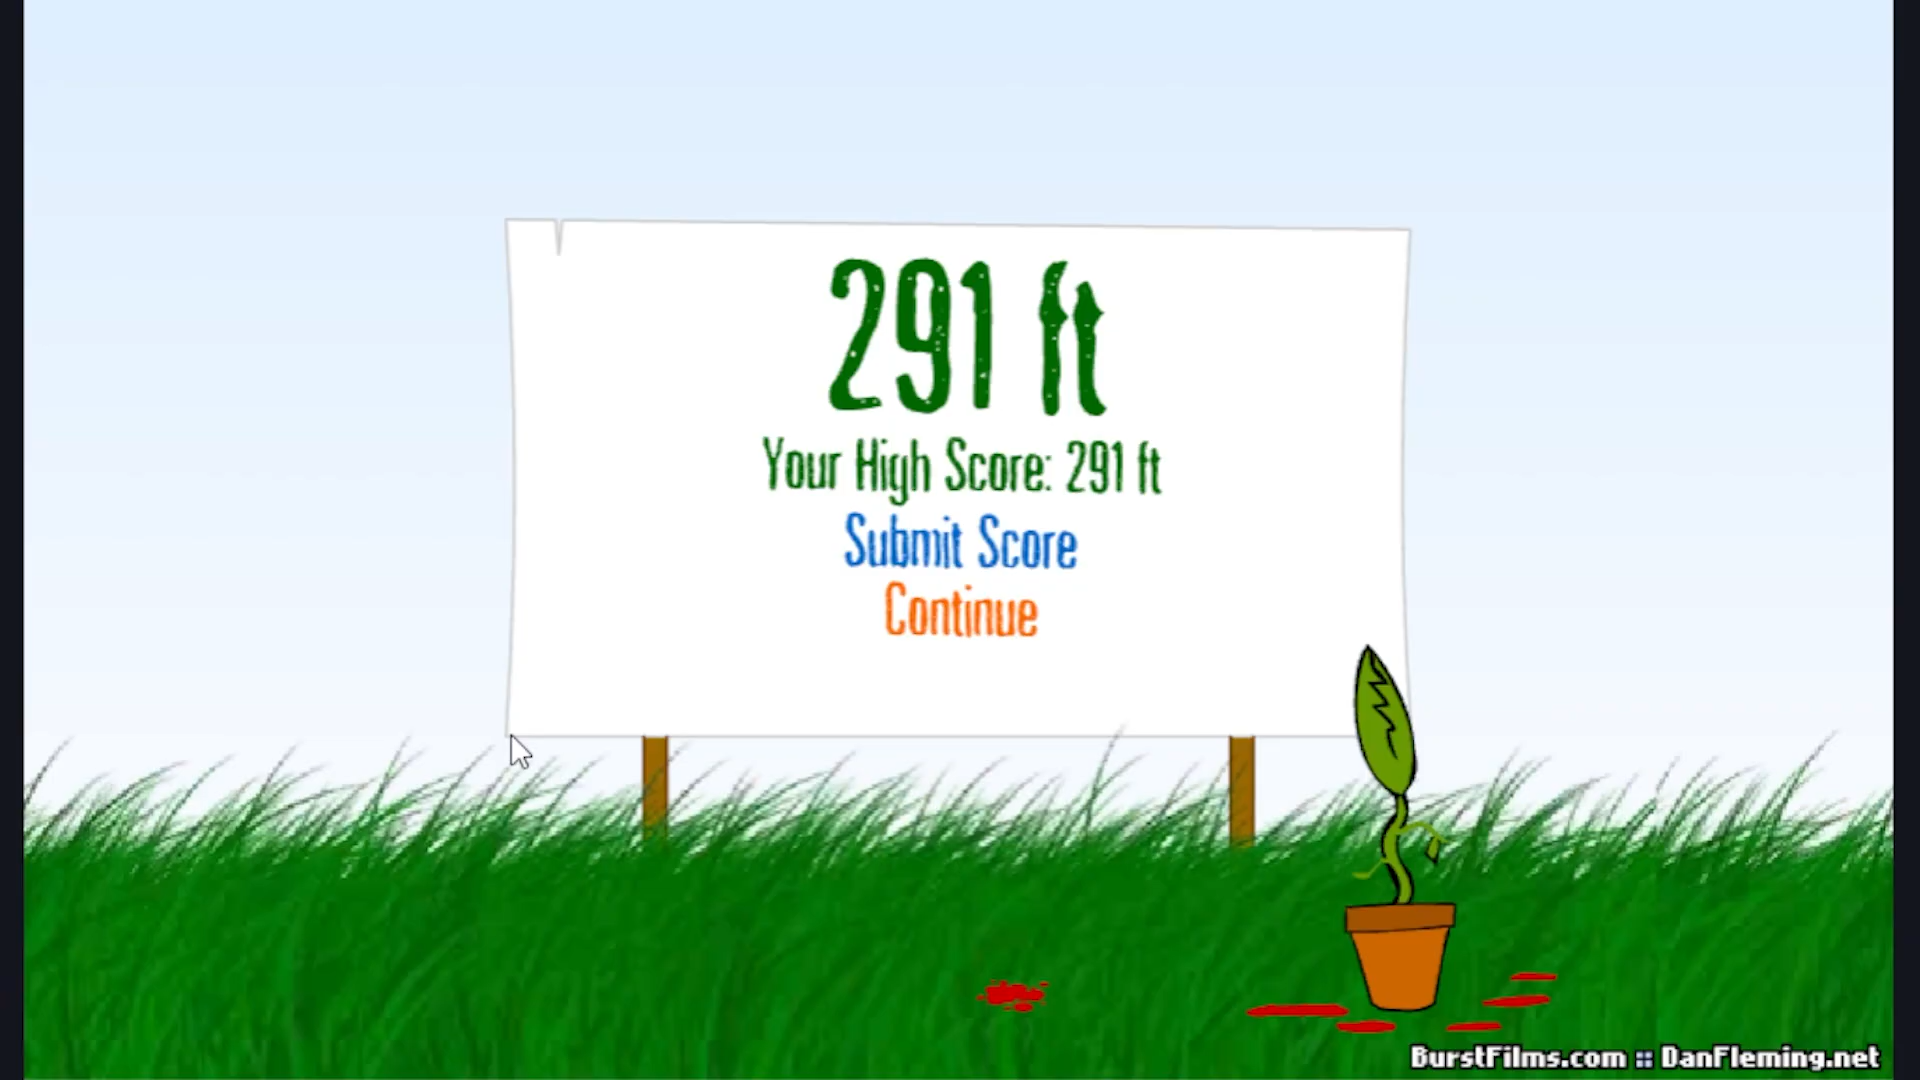 291 ft
Your High Score: 291 ft
Submit Score
Continue
BurstFilms.com :: DanFleming.net